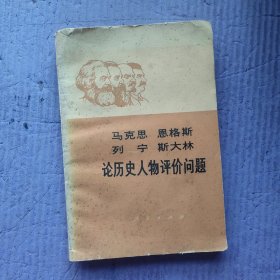 马克思 恩格斯
列宁 斯大林
论历史人物评价问题